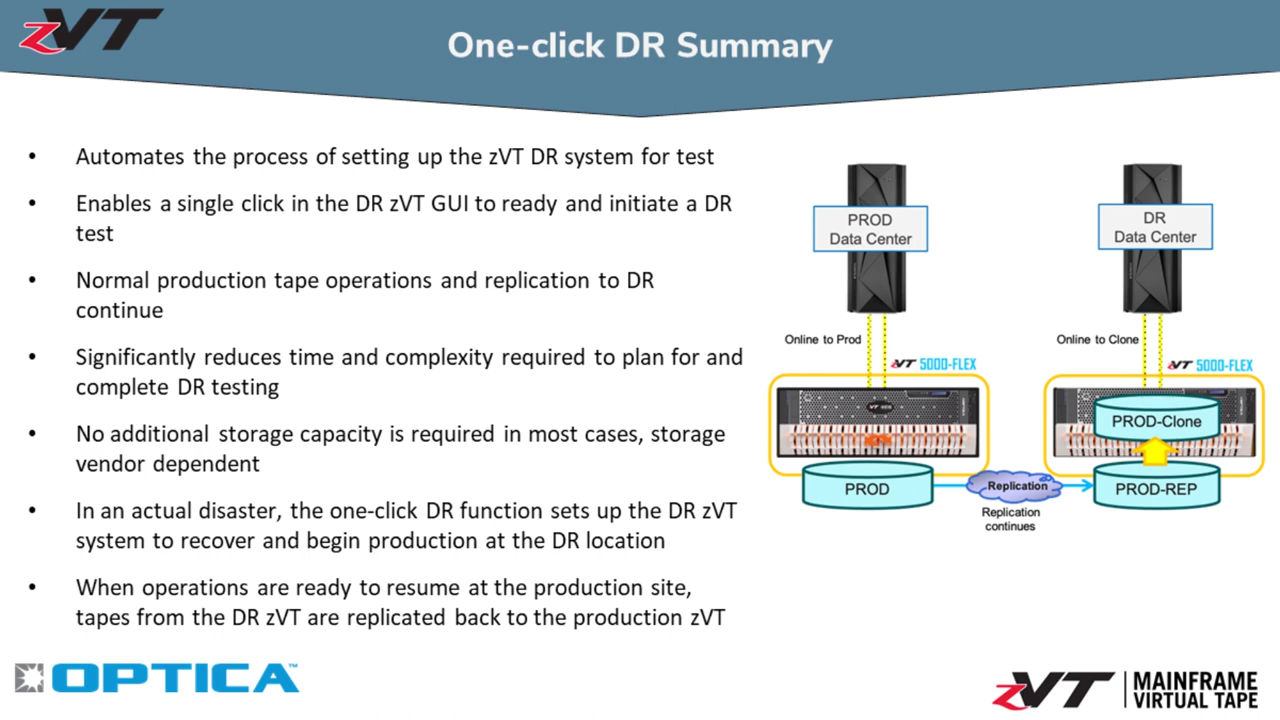 zVT
One-click DR Summary
• Automates the process of setting up the zVT DR system for test
• Enables a single click in the DR zVT GUI to ready and initiate a DR
test
• Normal production tape operations and replication to DR
continue
• Significantly reduces time and complexity required to plan for and
complete DR testing
• No additional storage capacity is required in most cases, storage
vendor dependent
• In an actual disaster, the one-click DR function sets up the DR zVT
system to recover and begin production at the DR location
• When operations are ready to resume at the production site,
tapes from the DR zVT are replicated back to the production zVT
PROD
Data Center
Online to Prod
zVT 5000-FLEX
PROD
Replication
Replication
continues
DR
Data Center
Online to Clone
zVT 5000-FLEX
PROD-Clone
PROD-REP
OPTICA™
zVT MAINFRAME
VIRTUAL TAPE